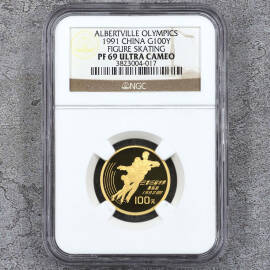 ALBERTVILLE OLYMPICS
1991 CHINA G100Y
FIGURE SKATING
PF 69 ULTRA CAMEO
3823004-017
NGC
100元